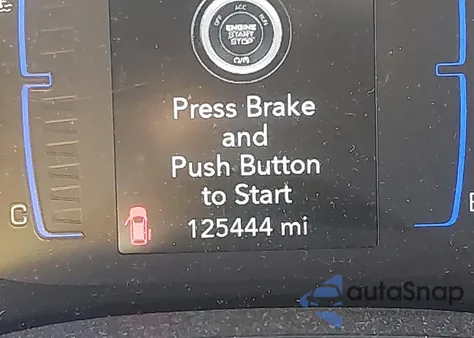 ACC
OFF
RUN
ENGINE
START
STOP
Press Brake
and
Push Button
to Start
125444 mi
C
autoSnap